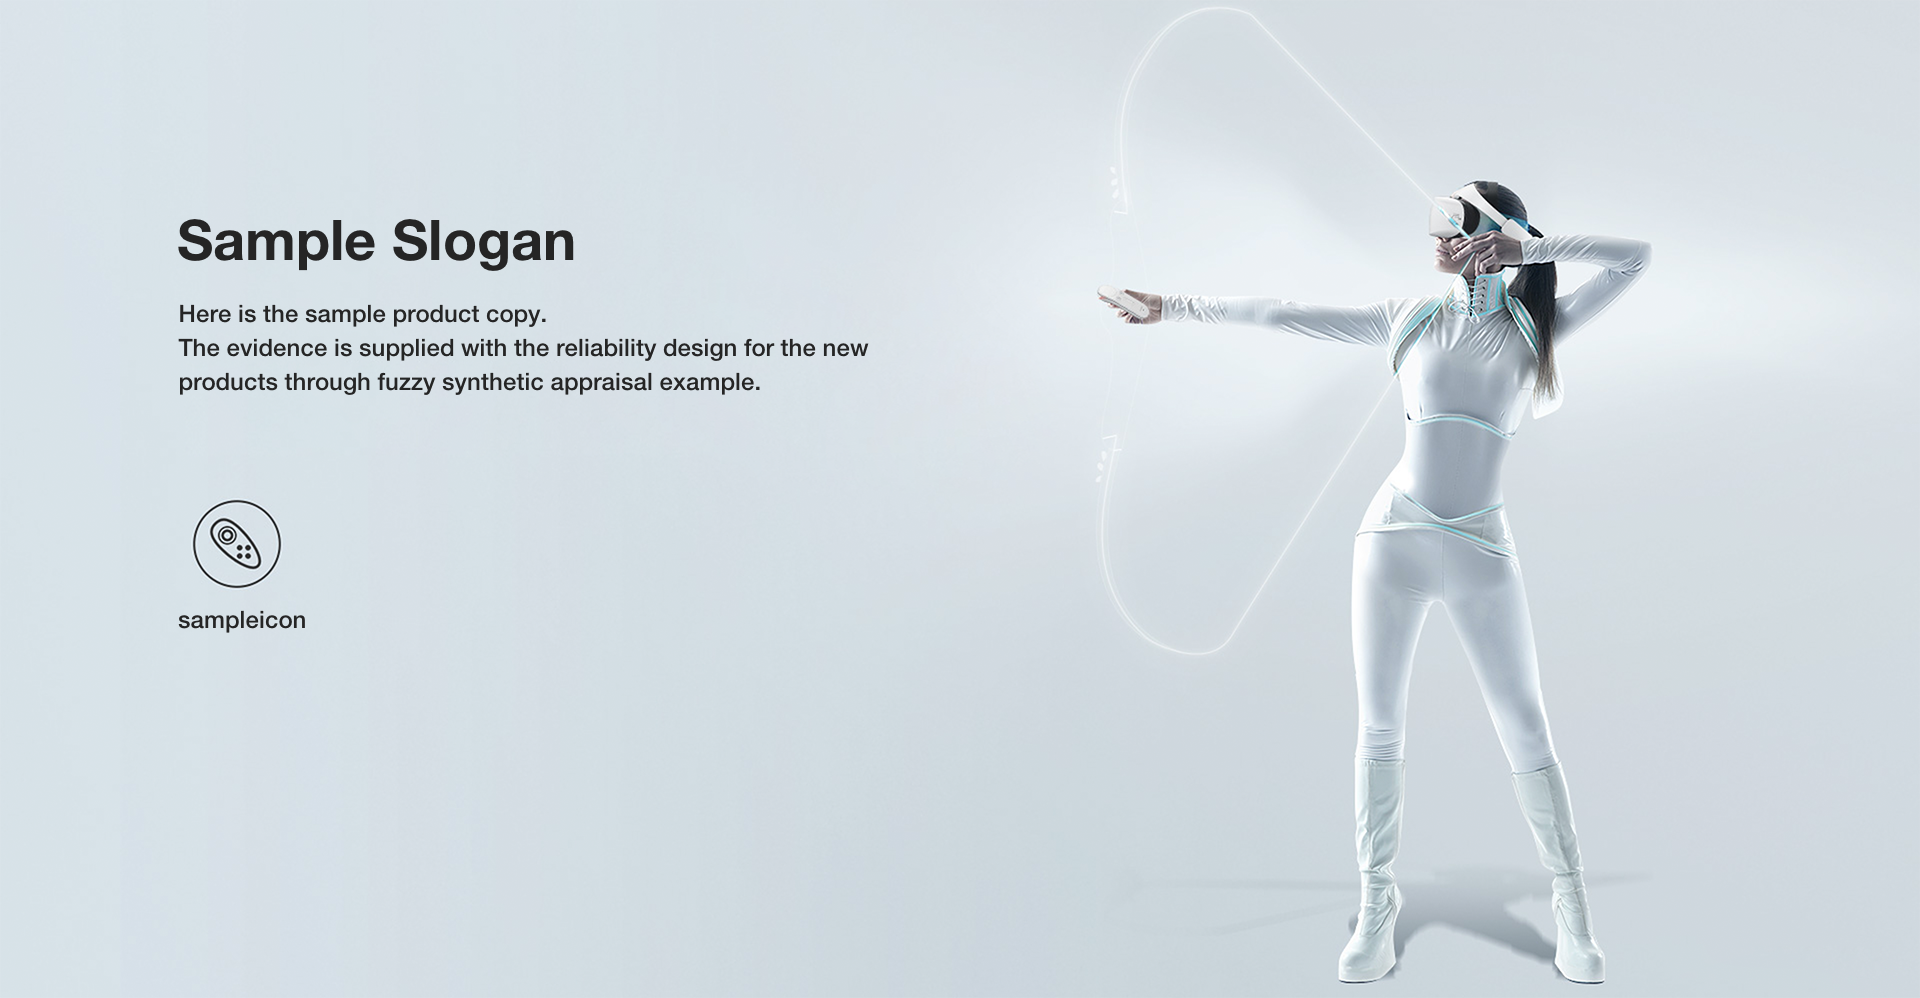 Sample Slogan
Here is the sample product copy.
The evidence is supplied with the reliability design for the new
products through fuzzy synthetic appraisal example.
sampleicon